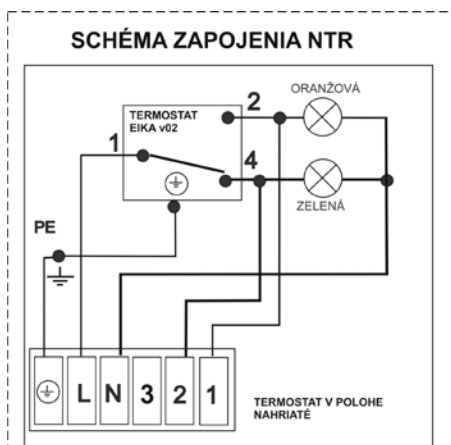 SCHÉMA ZAPOJENIA NTR
ORANŽOVÁ
TERMOSTAT
EIKA v02
2
1
4
ZELENÁ
PE
L N 3 2 1
TERMOSTAT V POLOHE
NAHRIATÉ